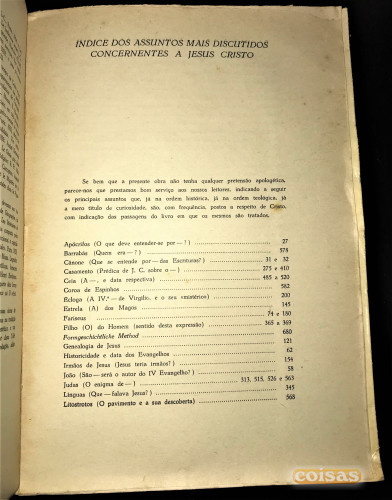 INDICE DOS ASSUNTOS MAIS DISCUTIDOS
CONCERNENTES A JESUS CRISTO
Se bem que a presente obra não tenha qualquer pretensão apologética,
parece-nos que prestamos bom serviço aos nossos leitores, indicando a seguir
os principais assuntos que, já na ordem histórica, já na ordem teológica, já
a mero título de curiosidade, são, com frequência, postos a respeito de Cristo,
com indicação das passagens do livro em que os mesmos são tratados.
Apócrifos (O que deve entender-se por — ?) 27
Barrabás (Quem era — ?) 578
Cânone (Que se entende por — das Escrituras?) 31 e 32
Casamento (Prédica de J. C. sobre o —) 275 e 410
Ceia (A —, e data respectiva) 485 e 520
Coroa de Espinhos 582
Écloga (A IV.ª — de Virgílio, e o seu «mistério») 200
Estrela (A) dos Magos 145
Fariseus 74 e 180
Filho (O) do Homem (sentido desta expressão) 365 e 369
Formgeschichtliche Method 680
Genealogia de Jesus 121
Historicidade e data dos Evangelhos 62
Irmãos de Jesus (Jesus teria irmãos?) 154
João (São — será o autor do IV Evangelho?) 58
Judas (O enigma de —) 313, 515, 526 e 563
Línguas (Que — falava Jesus?) 345
Litostrotos (O pavimento e a sua descoberta) 568
coisas